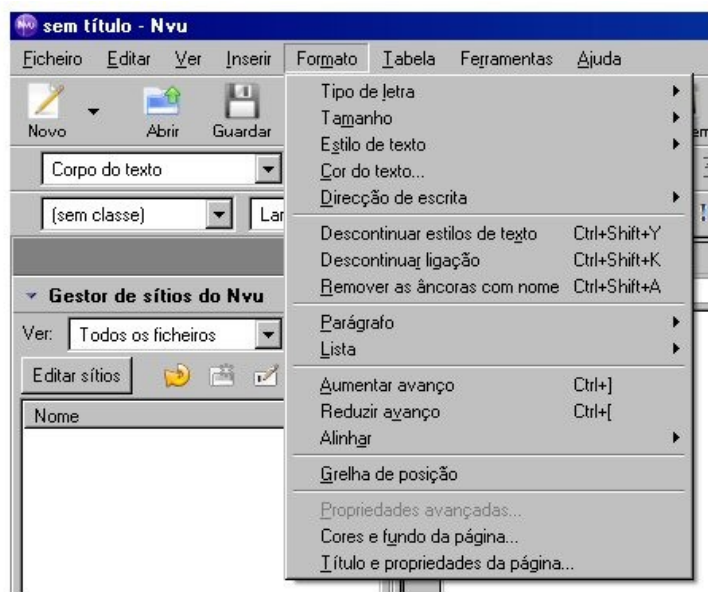 sem título - Nvu
Ficheiro Editar Ver Inserir Formato Tabela Ferramentas Ajuda
Novo Abrir Guardar
Corpo do texto
(sem classe)
Gestor de sítios do Nvu
Ver: Todos os ficheiros
Editar sítios
Nome
Tipo de letra
Tamanho
Estilo de texto
Cor do texto...
Direcção de escrita
Descontinuar estilos de texto Ctrl+Shift+Y
Descontinuar ligação Ctrl+Shift+K
Remover as âncoras com nome Ctrl+Shift+A
Parágrafo
Lista
Aumentar avanço Ctrl+]
Reduzir avanço Ctrl+[
Alinhar
Grelha de posição
Propriedades avançadas...
Cores e fundo da página...
Título e propriedades da página...